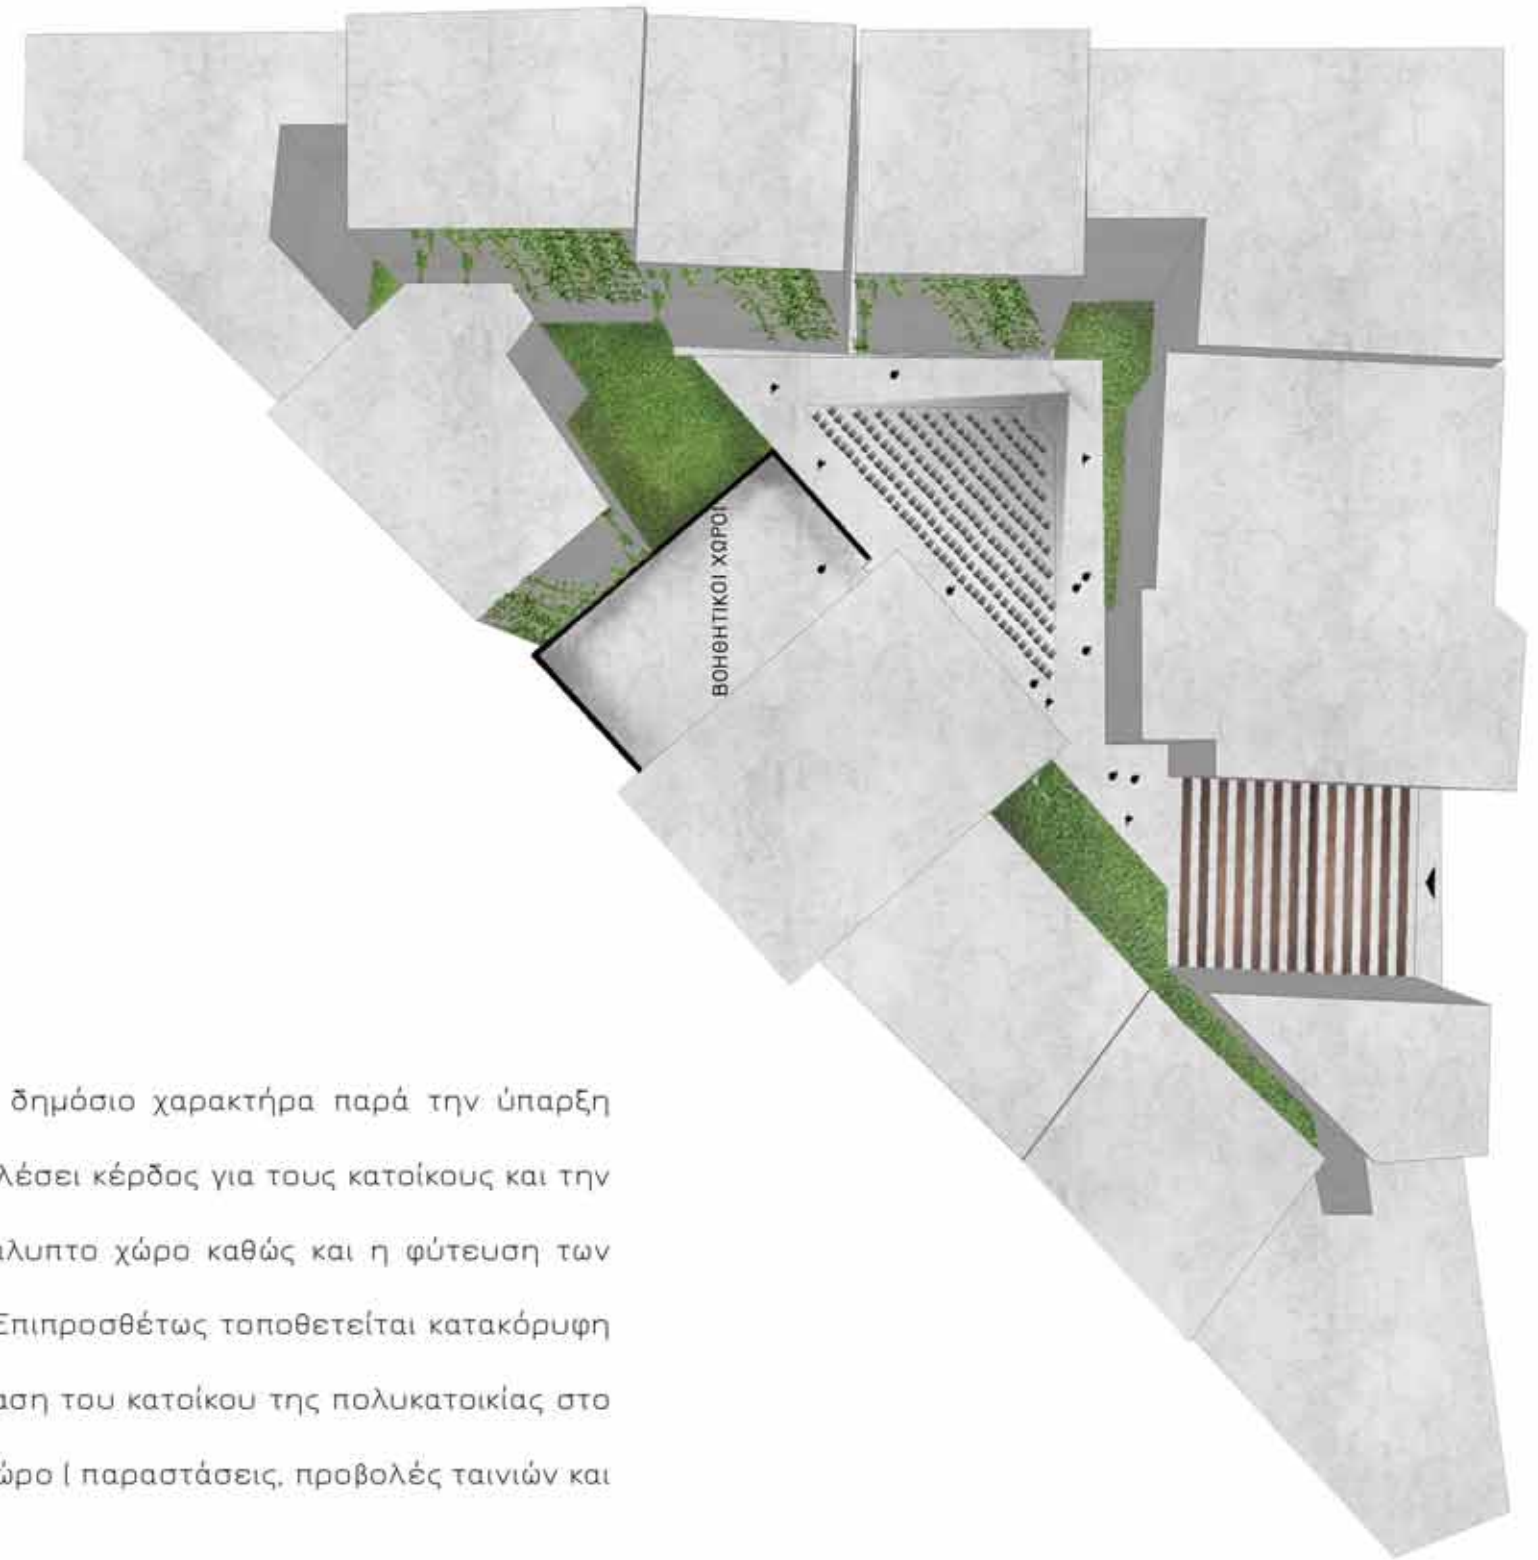 ΒΟΗΘΗΤΙΚΟΙ ΧΩΡΟΙ
δημόσιο χαρακτήρα παρά την ύπαρξη
λέσει κέρδος για τους κατοίκους και την
λυπτο χώρο καθώς και η φύτευση των
Επιπροσθέτως τοποθετείται κατακόρυφη
αση του κατοίκου της πολυκατοικίας στο
ώρο ( παραστάσεις, προβολές ταινιών και